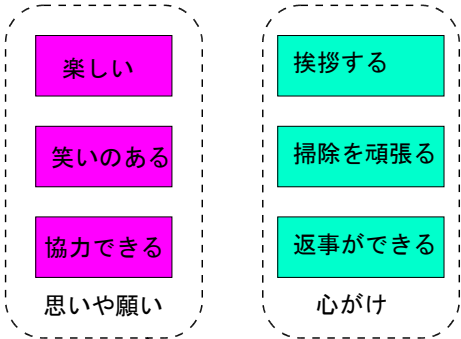 楽しい
笑いのある
協力できる
思いや願い
挨拶する
掃除を頑張る
返事ができる
心がけ